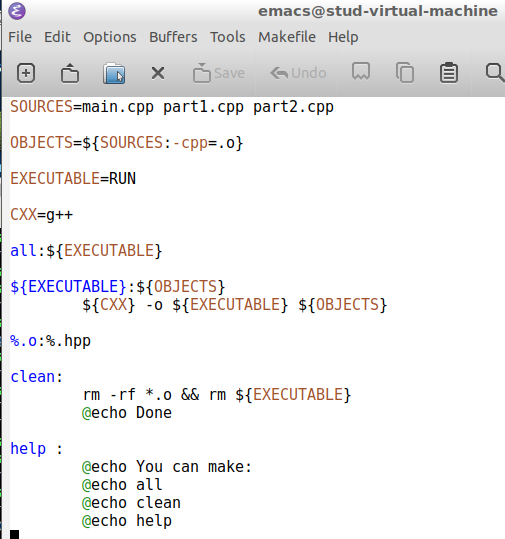 emacs@stud-virtual-machine
File Edit Options Buffers Tools Makefile Help
Save Undo
SOURCES=main.cpp part1.cpp part2.cpp
OBJECTS=${SOURCES:-cpp=.o}
EXECUTABLE=RUN
CXX=g++
all:${EXECUTABLE}
${EXECUTABLE}:${OBJECTS}
${CXX} -o ${EXECUTABLE} ${OBJECTS}
%.o:%.hpp
clean:
rm -rf *.o && rm ${EXECUTABLE}
@echo Done
help :
@echo You can make:
@echo all
@echo clean
@echo help